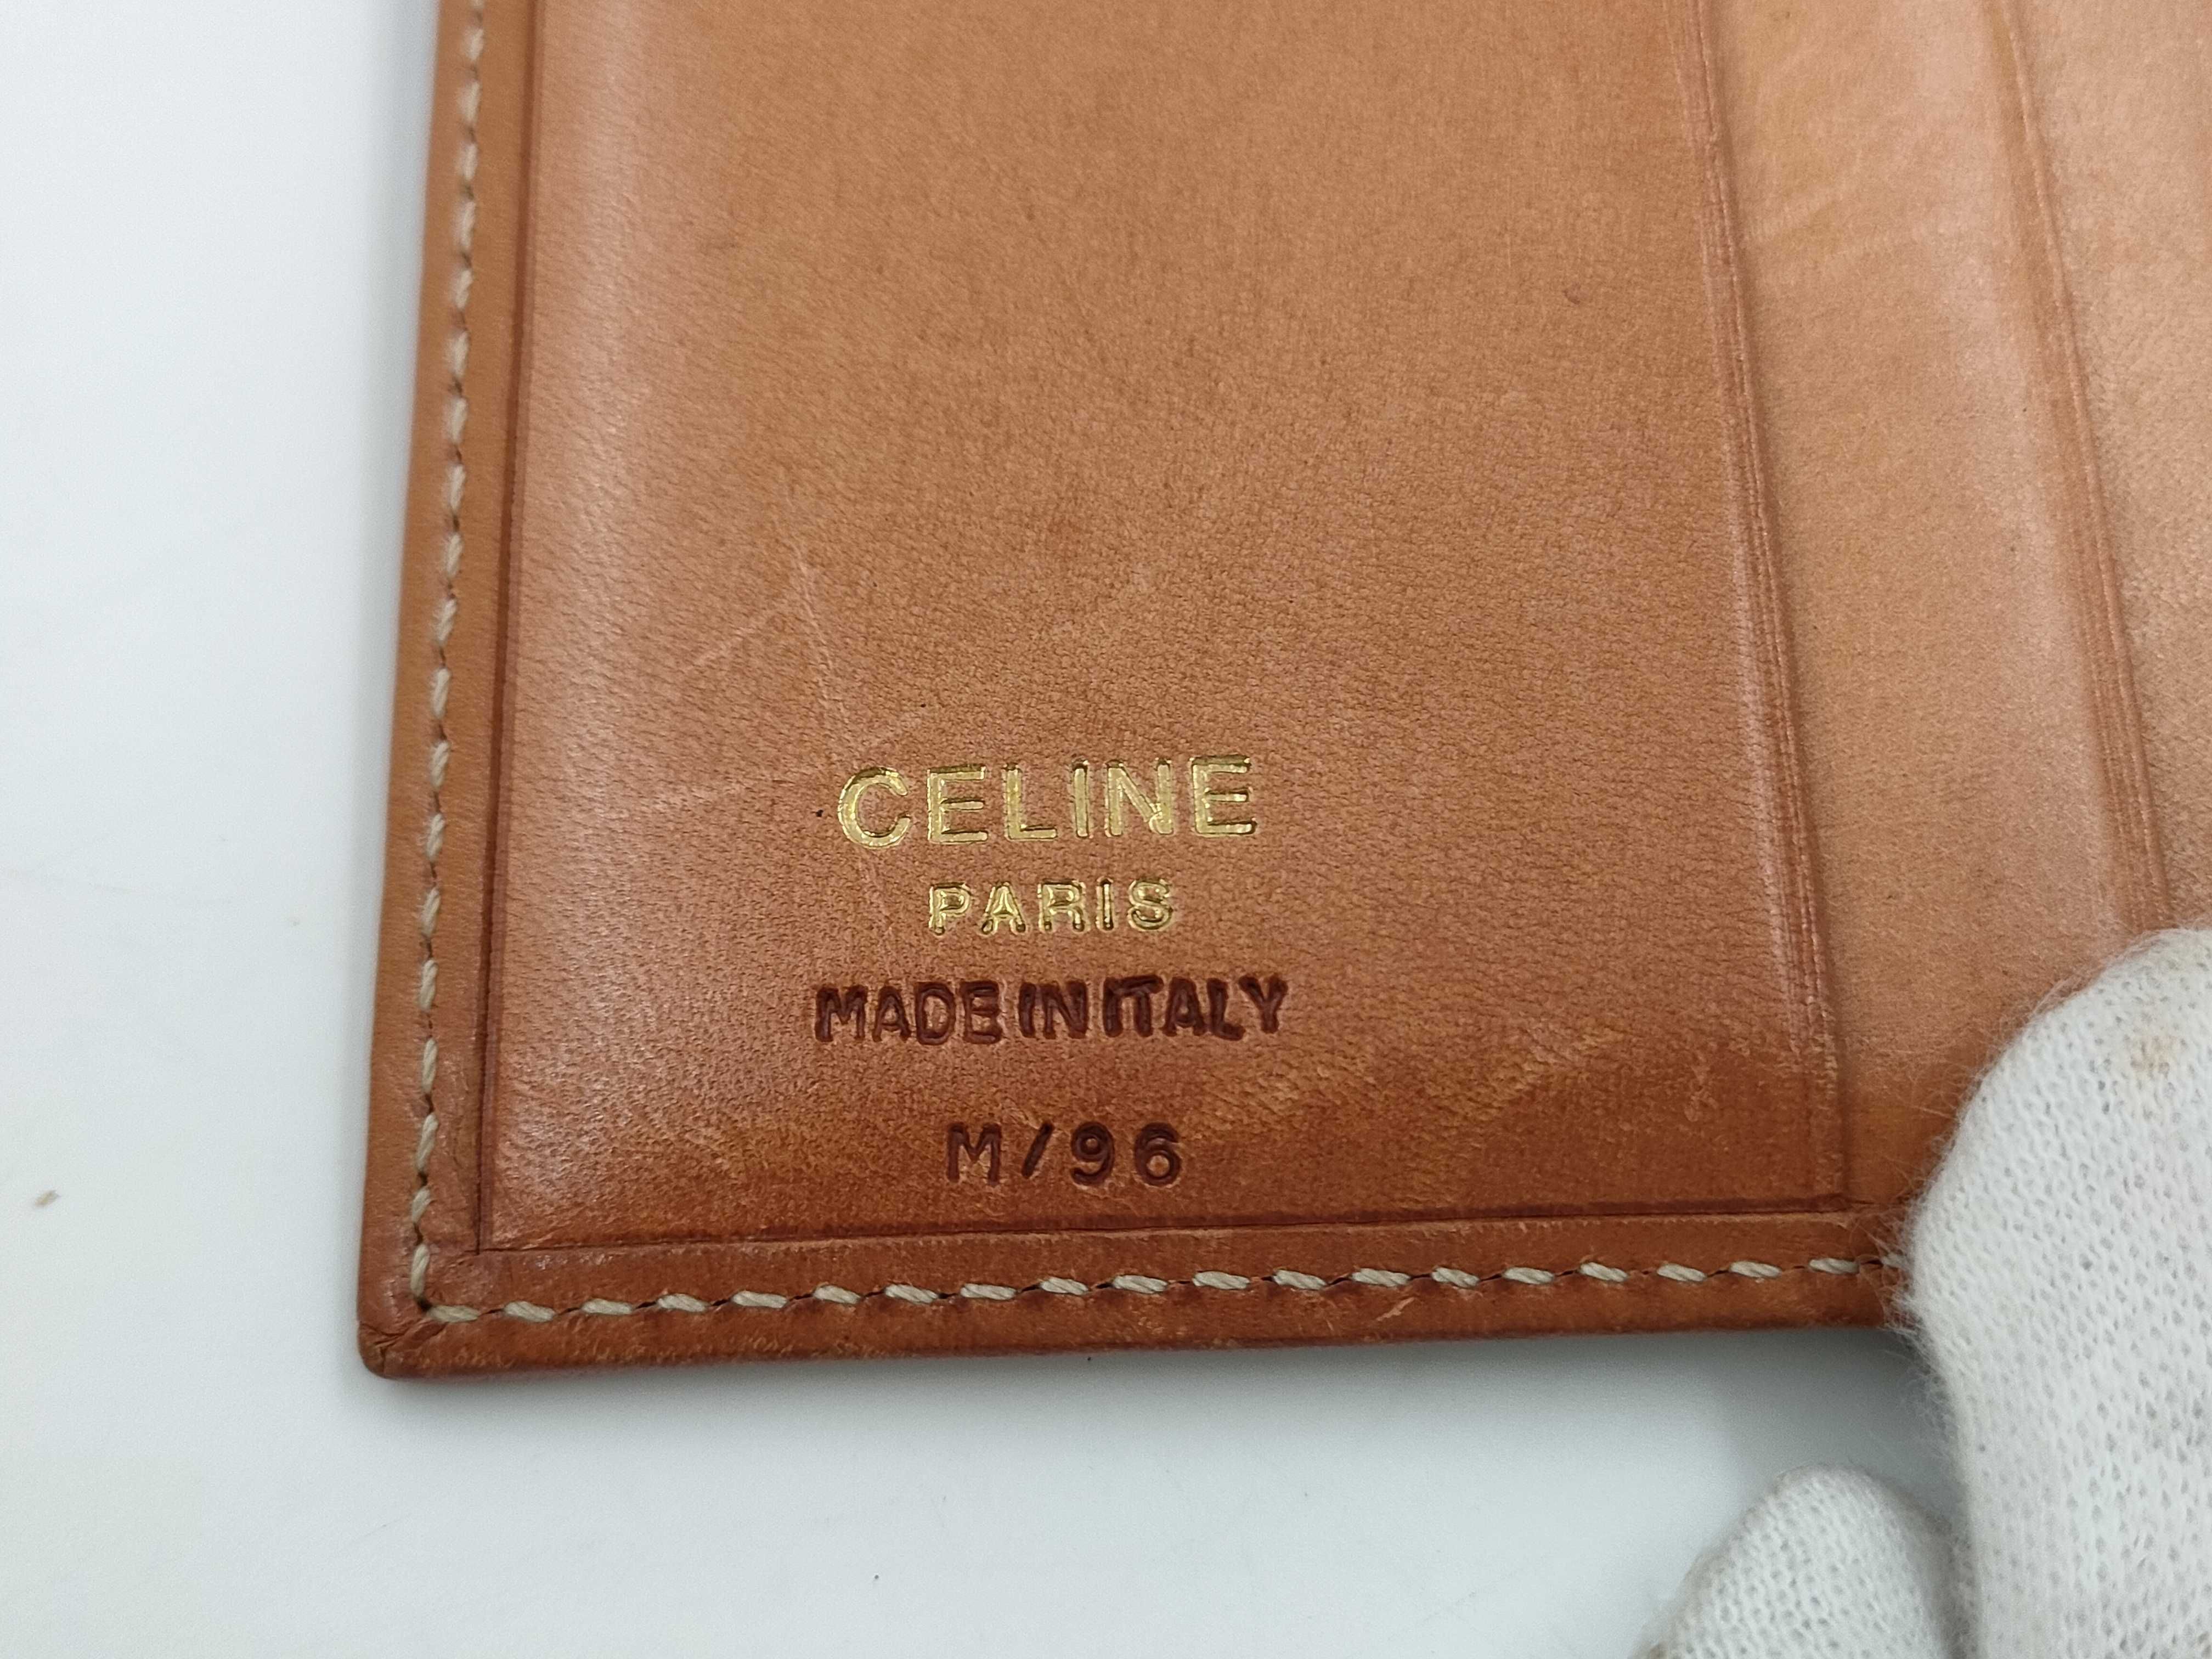 CELINE
PARIS
MADE IN ITALY
M/96